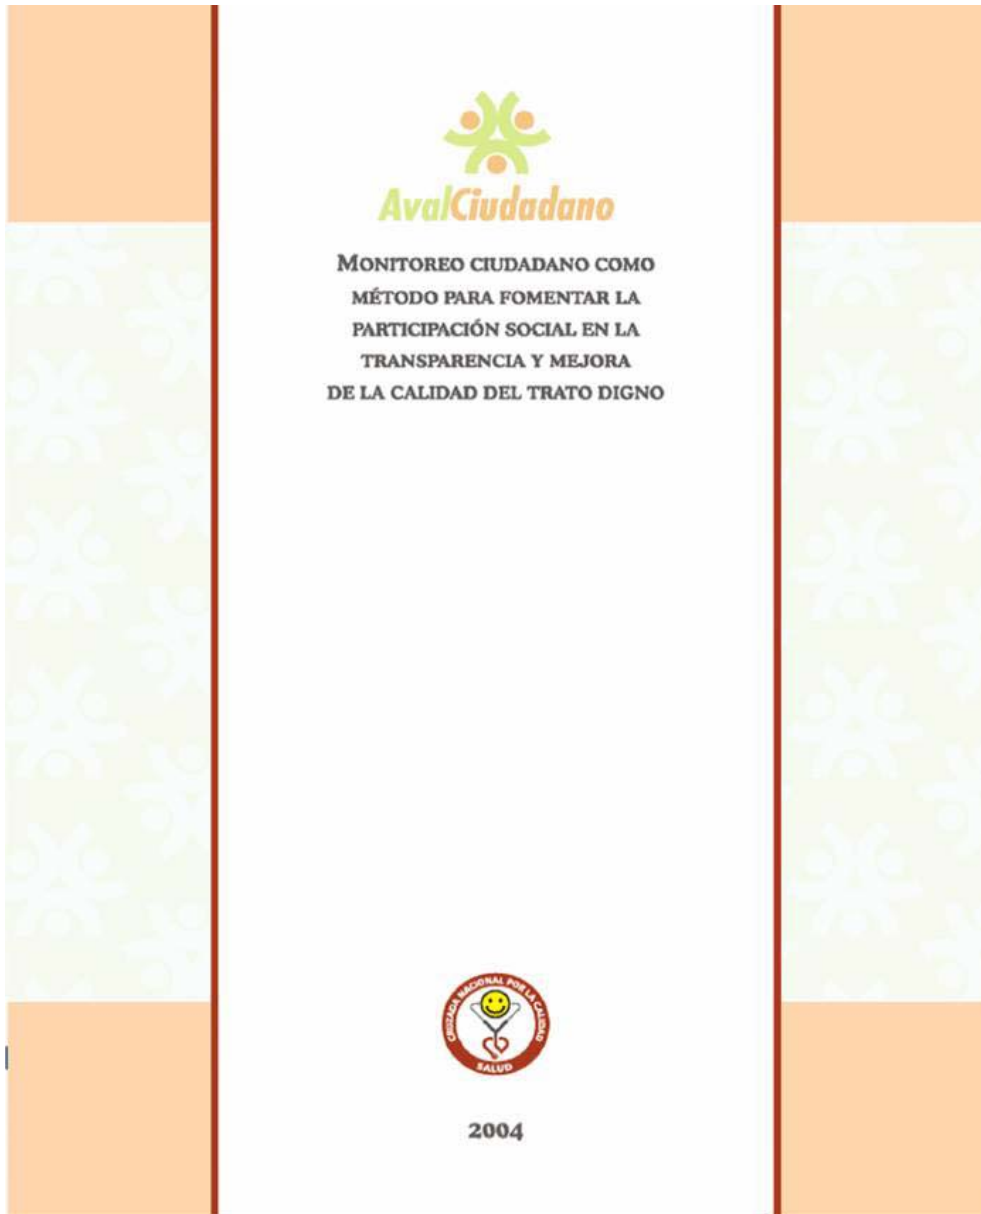 AvalCiudadano
MONITOREO CIUDADANO COMO
MÉTODO PARA FOMENTAR LA
PARTICIPACIÓN SOCIAL EN LA
TRANSPARENCIA Y MEJORA
DE LA CALIDAD DEL TRATO DIGNO
CRUZADA NACIONAL POR LA CALIDAD
SALUD
2004